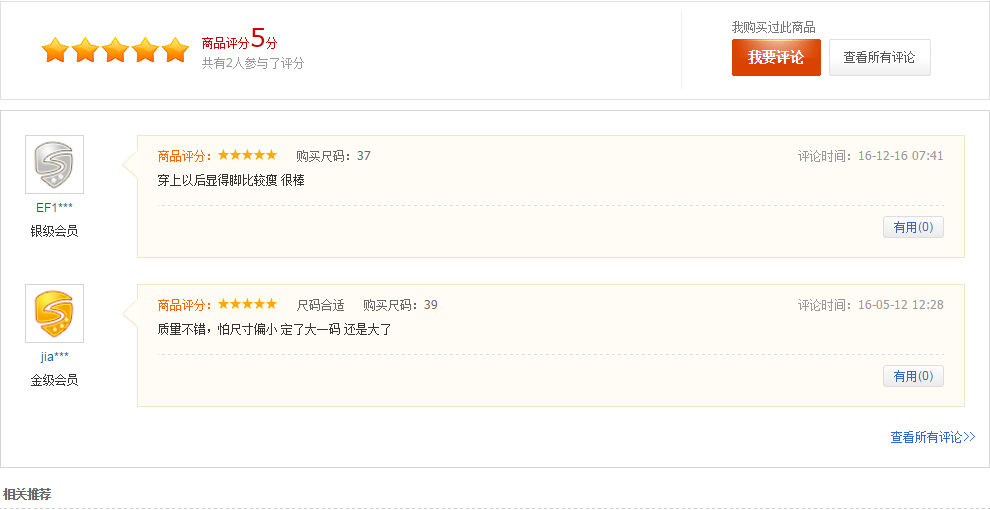 商品评分5分
共有2人参与了评分
我购买过此商品
我要评论
查看所有评论
商品评分：★★★★★ 购买尺码：37 评论时间：16-12-16 07:41
穿上以后显得脚比较瘦 很棒
有用(0)
EF1***
银级会员
商品评分：★★★★★ 尺码合适 购买尺码：39 评论时间：16-05-12 12:28
质量不错，怕尺寸偏小 定了大一码 还是大了
有用(0)
jia***
金级会员
查看所有评论>>
相关推荐